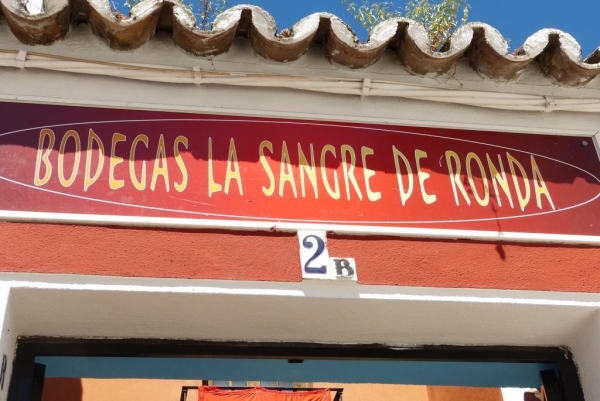 BODEGAS LA SANGRE DE RONDA
2 B